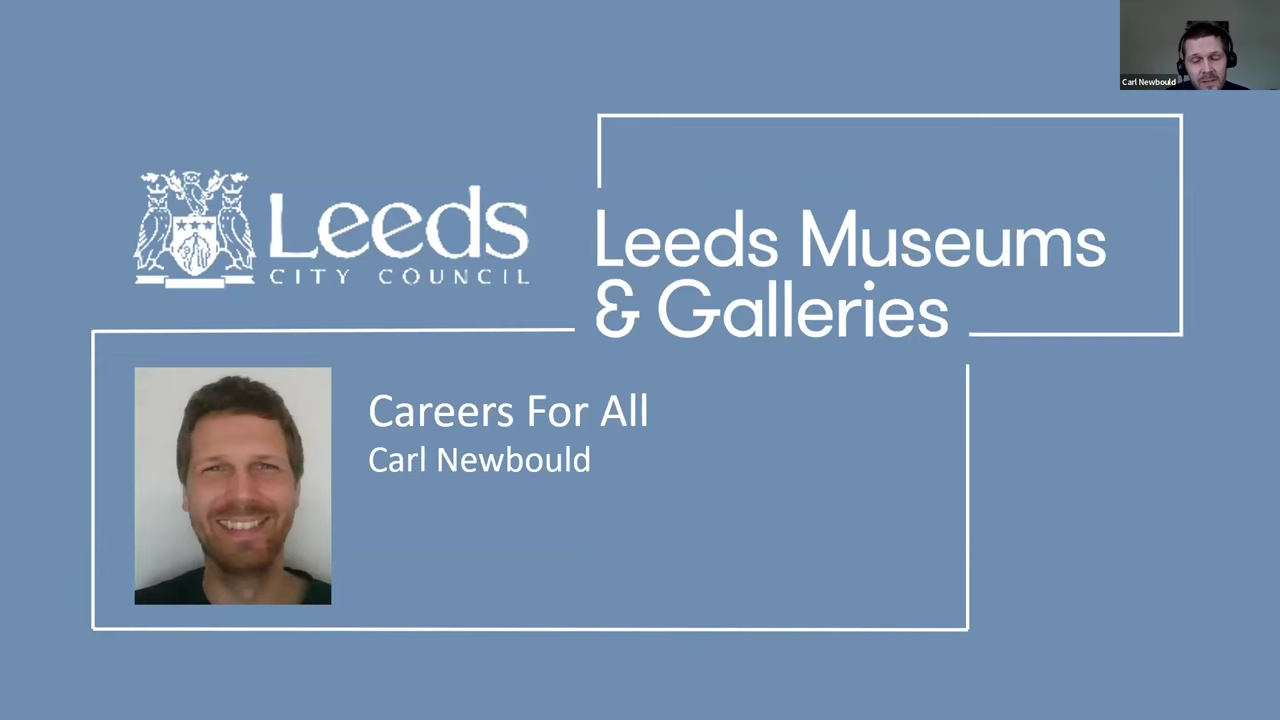 Carl Newbould
Leeds
CITY COUNCIL
Leeds Museums
& Galleries
Careers For All
Carl Newbould